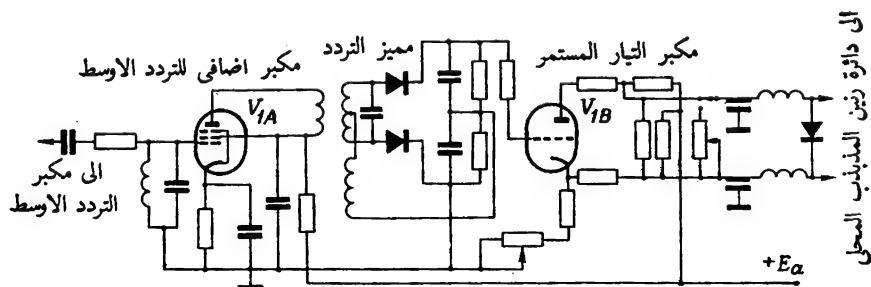 الى دائرة رنين المذبذب المحلى
مكبر التيار المستمر
مميز التردد
مكبر اضافى للتردد الاوسط
V1A
V1B
الى مكبر
التردد الاوسط
+Ea